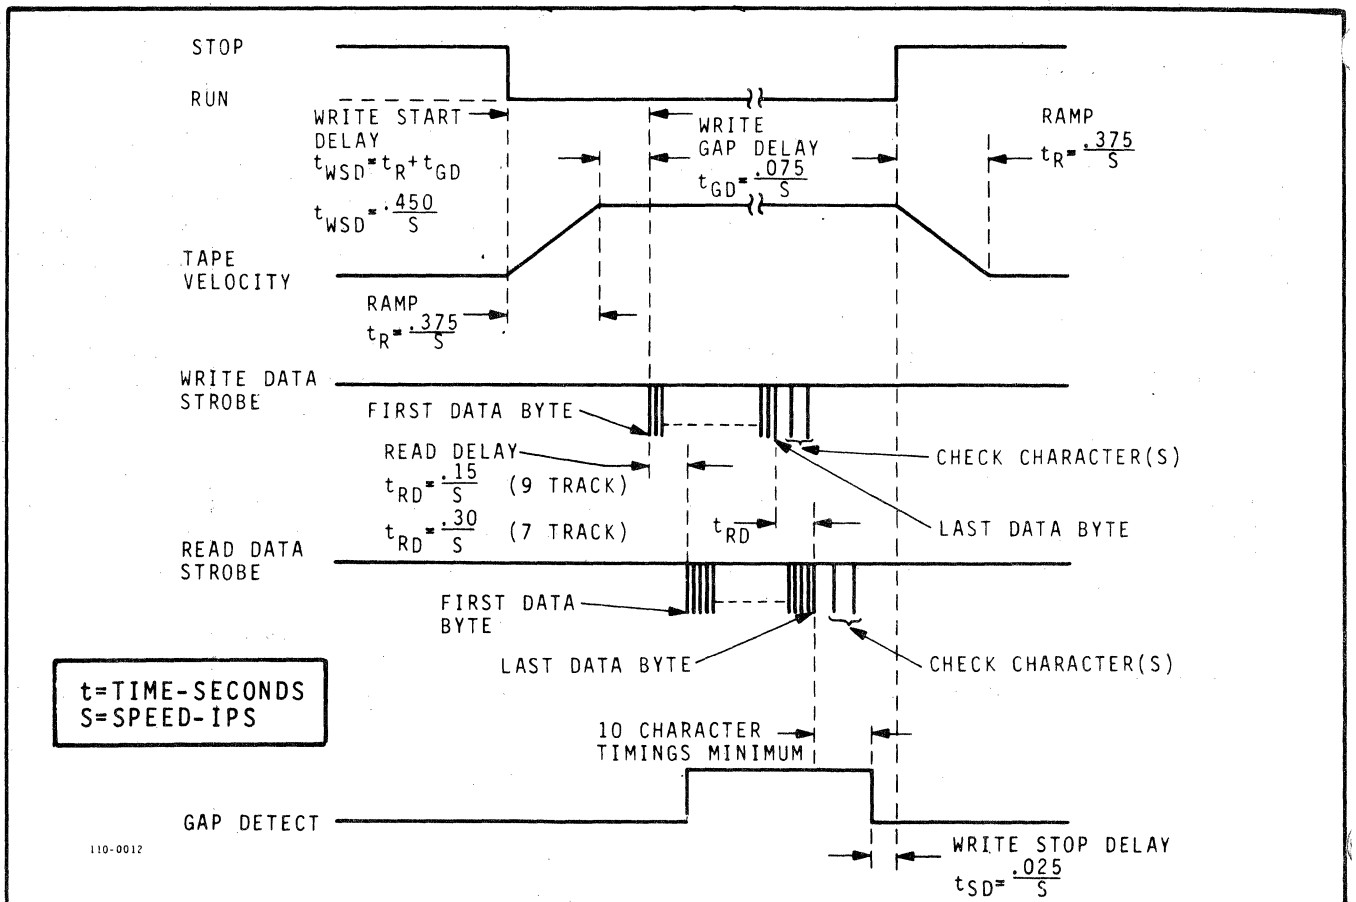 STOP
RUN
WRITE START
DELAY
tWSD=tR+tGD
tWSD=.450/S
WRITE
GAP DELAY
tGD=.075/S
RAMP
tR=.375/S
TAPE
VELOCITY
RAMP
tR=.375/S
WRITE DATA
STROBE
FIRST DATA BYTE
CHECK CHARACTER(S)
READ DELAY
tRD=.15/S (9 TRACK)
tRD=.30/S (7 TRACK)
tRD
LAST DATA BYTE
READ DATA
STROBE
FIRST DATA
BYTE
LAST DATA BYTE
CHECK CHARACTER(S)
t=TIME-SECONDS
S=SPEED-IPS
10 CHARACTER
TIMINGS MINIMUM
GAP DETECT
110-0012
WRITE STOP DELAY
tSD=.025/S